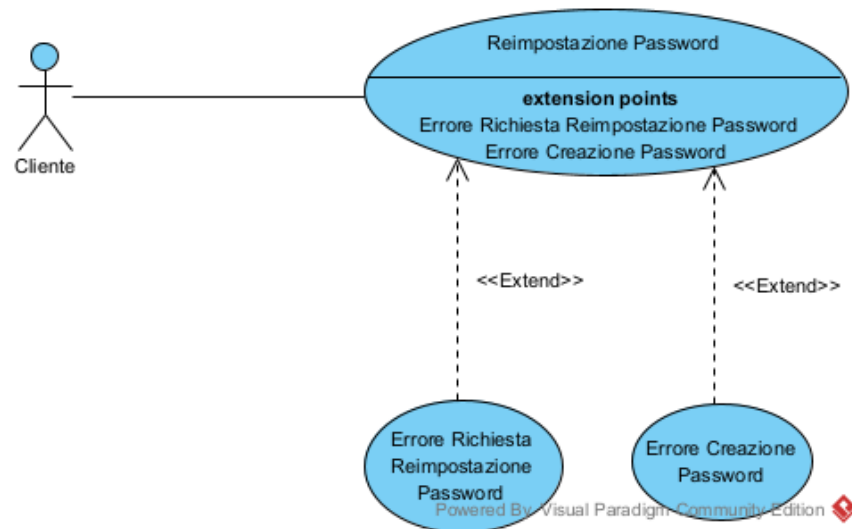 Reimpostazione Password
extension points
Errore Richiesta Reimpostazione Password
Errore Creazione Password
Cliente
<<Extend>>
<<Extend>>
Errore Richiesta
Reimpostazione
Password
Errore Creazione
Password
Powered By Visual Paradigm Community Edition